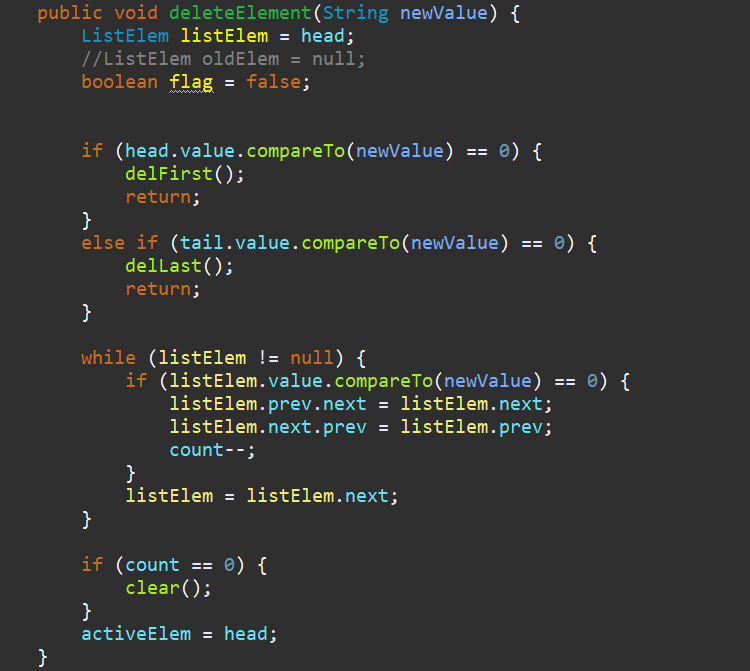 public void deleteElement(String newValue) {
    ListElem listElem = head;
    //ListElem oldElem = null;
    boolean flag = false;
    if (head.value.compareTo(newValue) == 0) {
        delFirst();
        return;
    }
    else if (tail.value.compareTo(newValue) == 0) {
        delLast();
        return;
    }
    while (listElem != null) {
        if (listElem.value.compareTo(newValue) == 0) {
            listElem.prev.next = listElem.next;
            listElem.next.prev = listElem.prev;
            count--;
        }
        listElem = listElem.next;
    }
    if (count == 0) {
        clear();
    }
    activeElem = head;
}